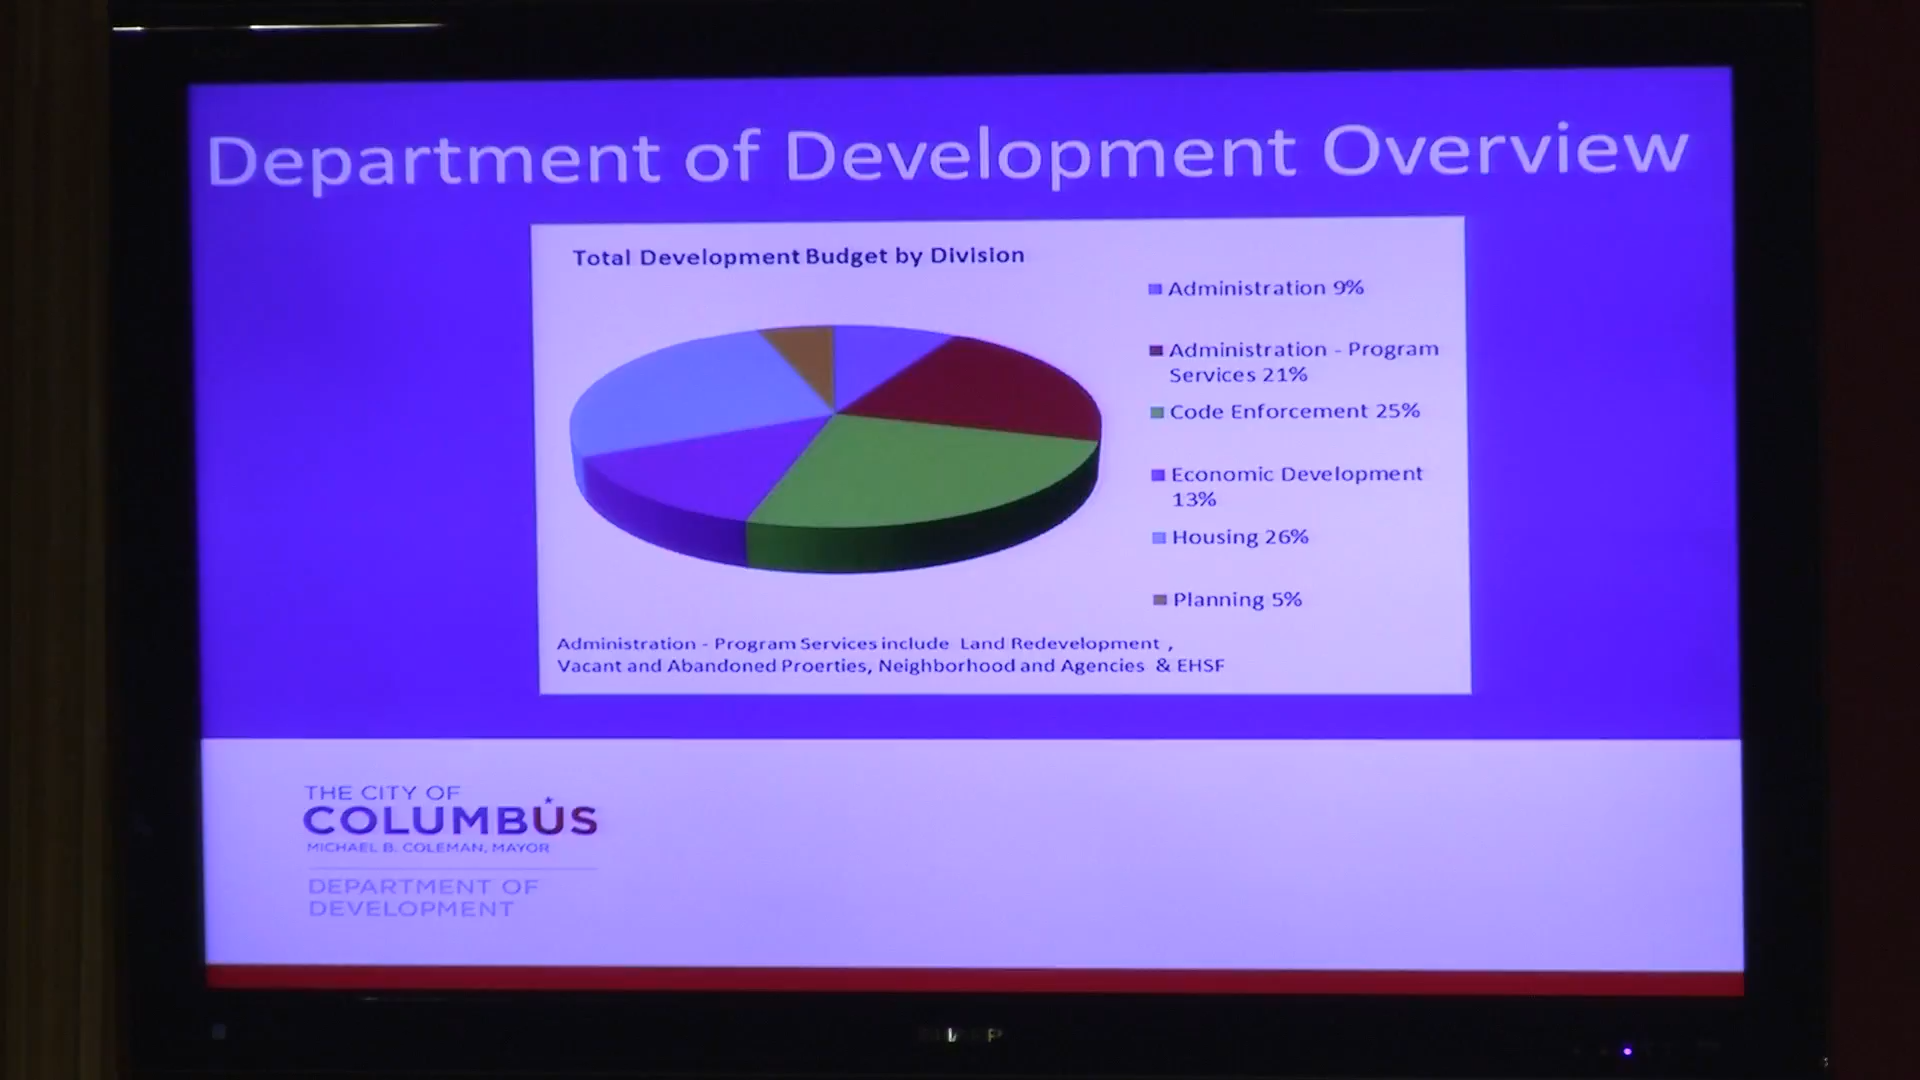 Department of Development Overview
Total Development Budget by Division
Administration 9%
Administration - Program
Services 21%
Code Enforcement 25%
Economic Development
13%
Housing 26%
Planning 5%
Administration - Program Services include Land Redevelopment ,
Vacant and Abandoned Proerties, Neighborhood and Agencies & EHSF
THE CITY OF
COLUMBUS
MICHAEL B. COLEMAN, MAYOR
DEPARTMENT OF
DEVELOPMENT
SHARP